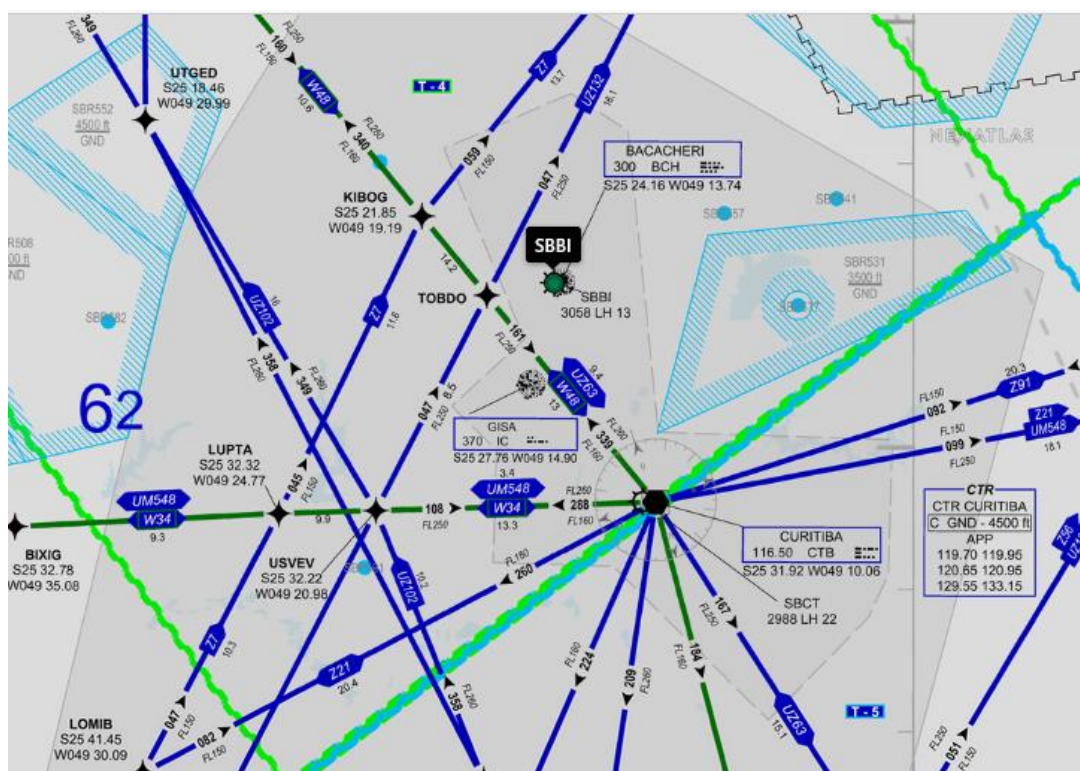 349
FL260
UTGED
S25 18.46
W049 29.99
SBR552
4500 ft
GND
FL250
160
FL150
W48
10.6
T - 4
FL250
340
FL160
Z7
13.7
059
FL150
UZ132
16.1
047
FL250
BACACHERI
300 BCH
S25 24.16 W049 13.74
NEXATLAS
KIBOG
S25 21.85
W049 19.19
14.2
SBBI
SBBI
3058 LH 13
SBR531
3500 ft
GND
TOBDO
UZ102
16
Z7
11.6
161
FL250
358
FL260
349
FL260
047
FL250
8.5
W48
13
UZ63
9.4
339
FL260
FL160
62
GISA
370 IC
S25 27.76 W049 14.90
20.3
FL150
092
Z91
Z21
FL150
099
FL250
UM548
18.1
LUPTA
S25 32.32
W049 24.77
045
FL150
3.4
UM548
W34
9.3
9.9
108
FL250
UM548
W34
13.3
FL250
288
FL160
BIXIG
S25 32.78
W049 35.08
USVEV
S25 32.22
W049 20.98
UZ102
10.2
FL160
260
CURITIBA
116.50 CTB
S25 31.92 W049 10.06
CTR
CTR CURITIBA
C GND - 4500 ft
APP
119.70 119.95
120.65 120.95
129.55 133.15
SBCT
2988 LH 22
Z56
167
FL250
Z7
10.3
Z21
20.4
358
FL260
FL160
224
209
FL260
184
FL160
UZ63
15.1
T - 5
LOMIB
S25 41.45
W049 30.09
047
FL150
082
FL150
FL250
051
FL150